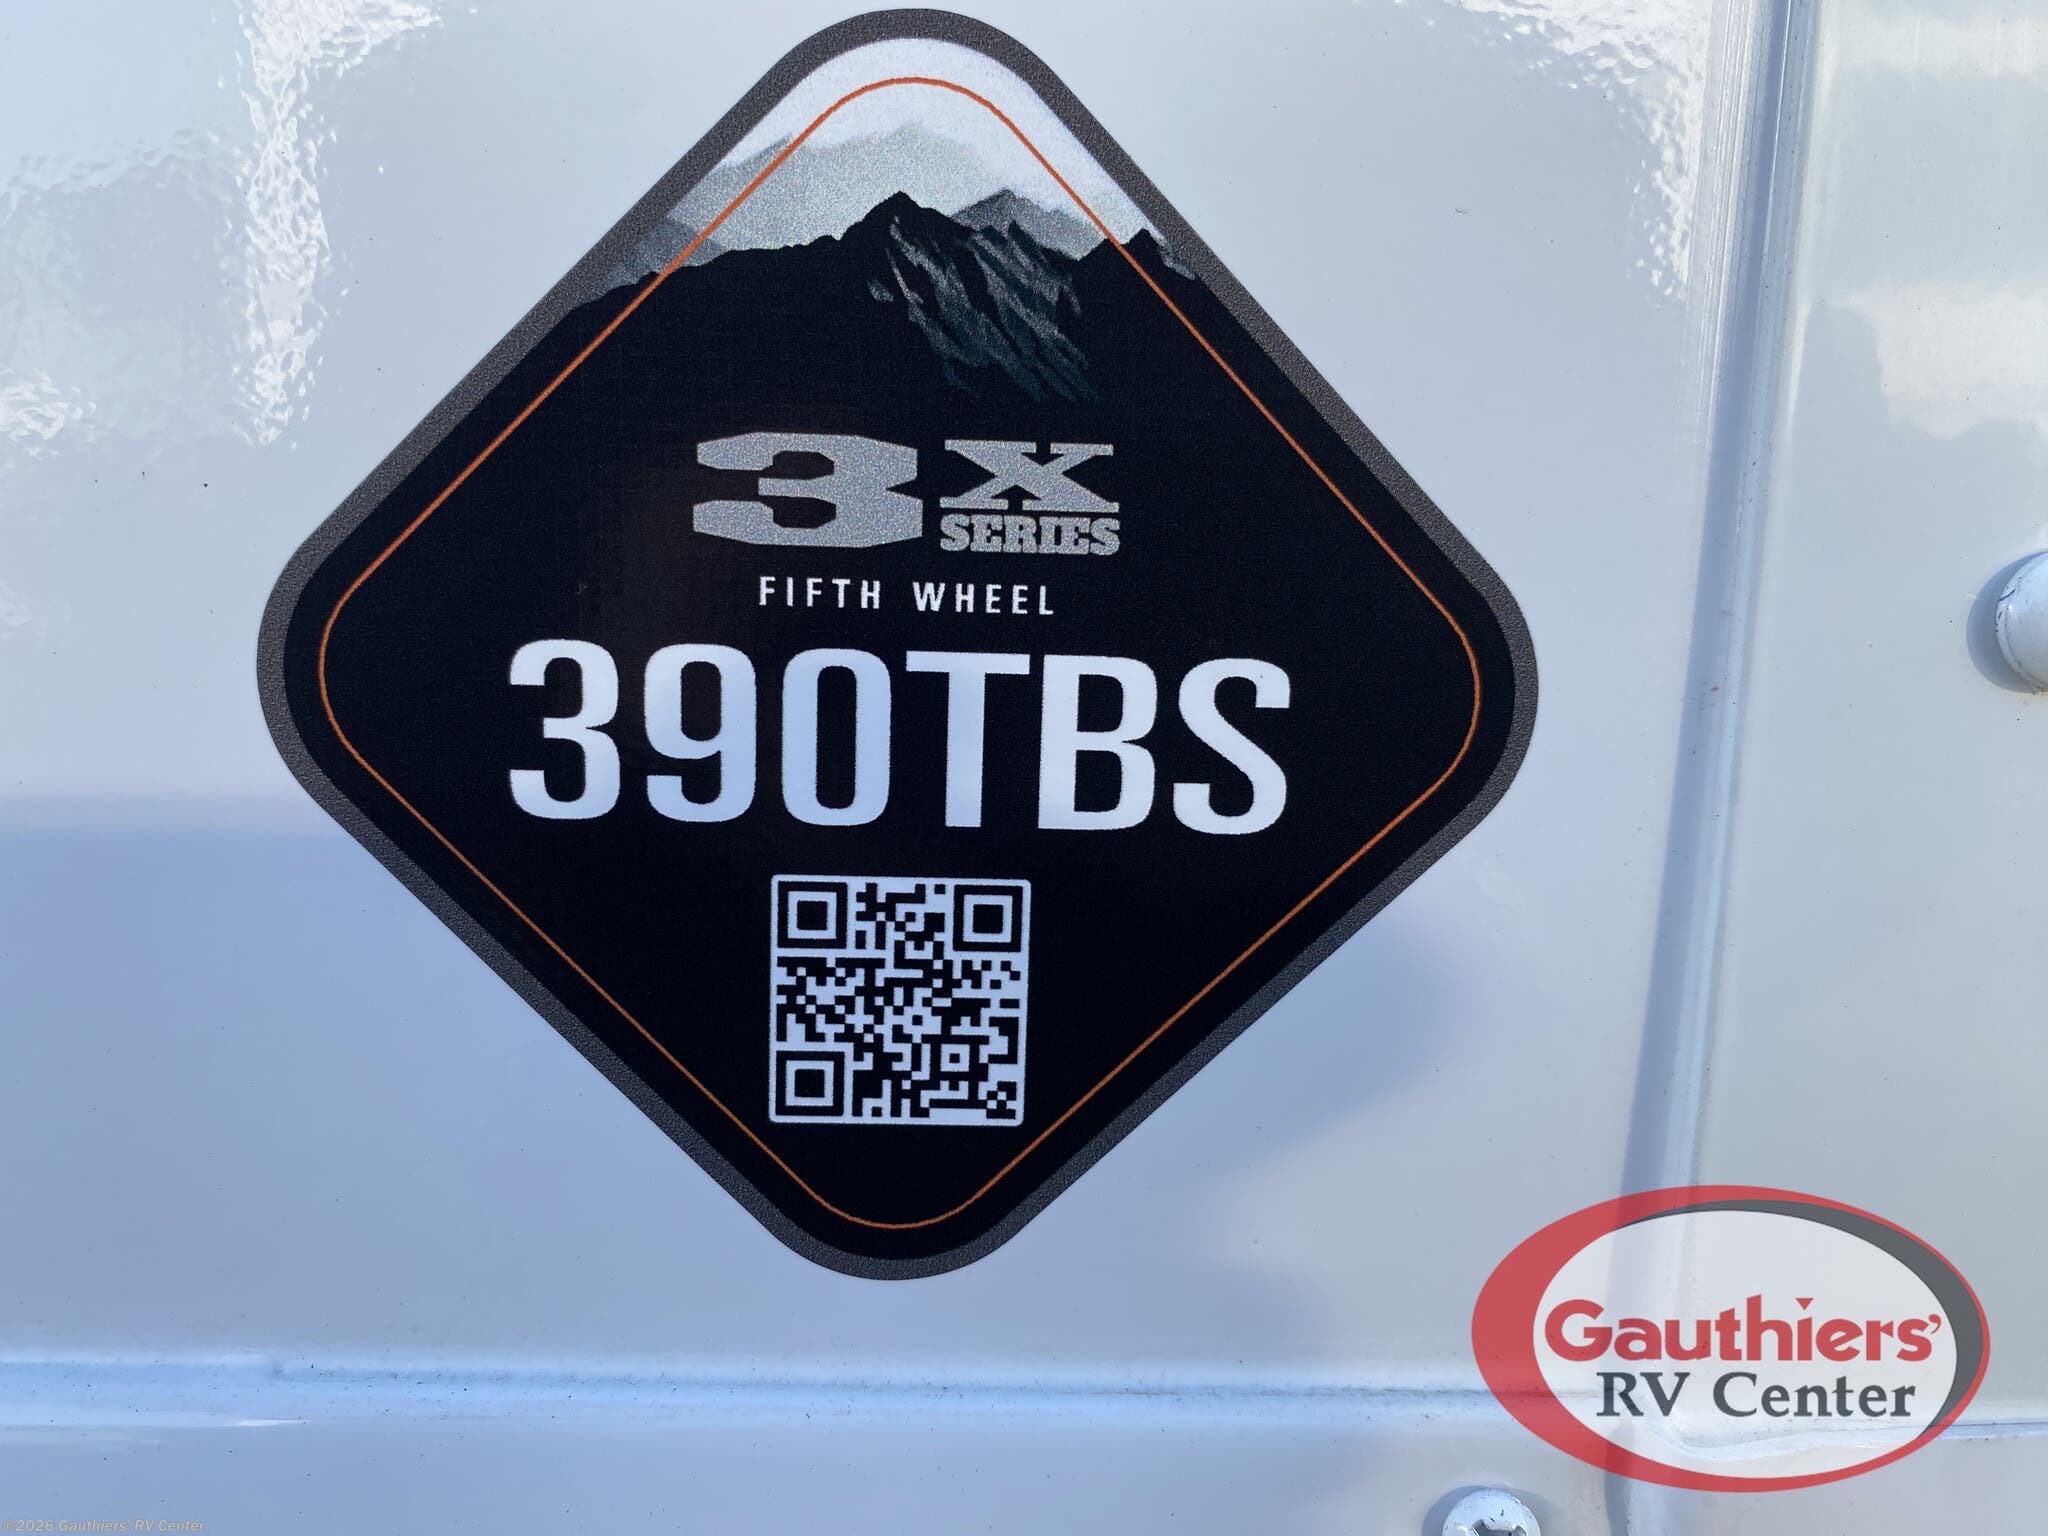 3X
SERIES
FIFTH WHEEL
390TBS
Gauthiers'
RV Center
©2026 Gauthiers' RV Center